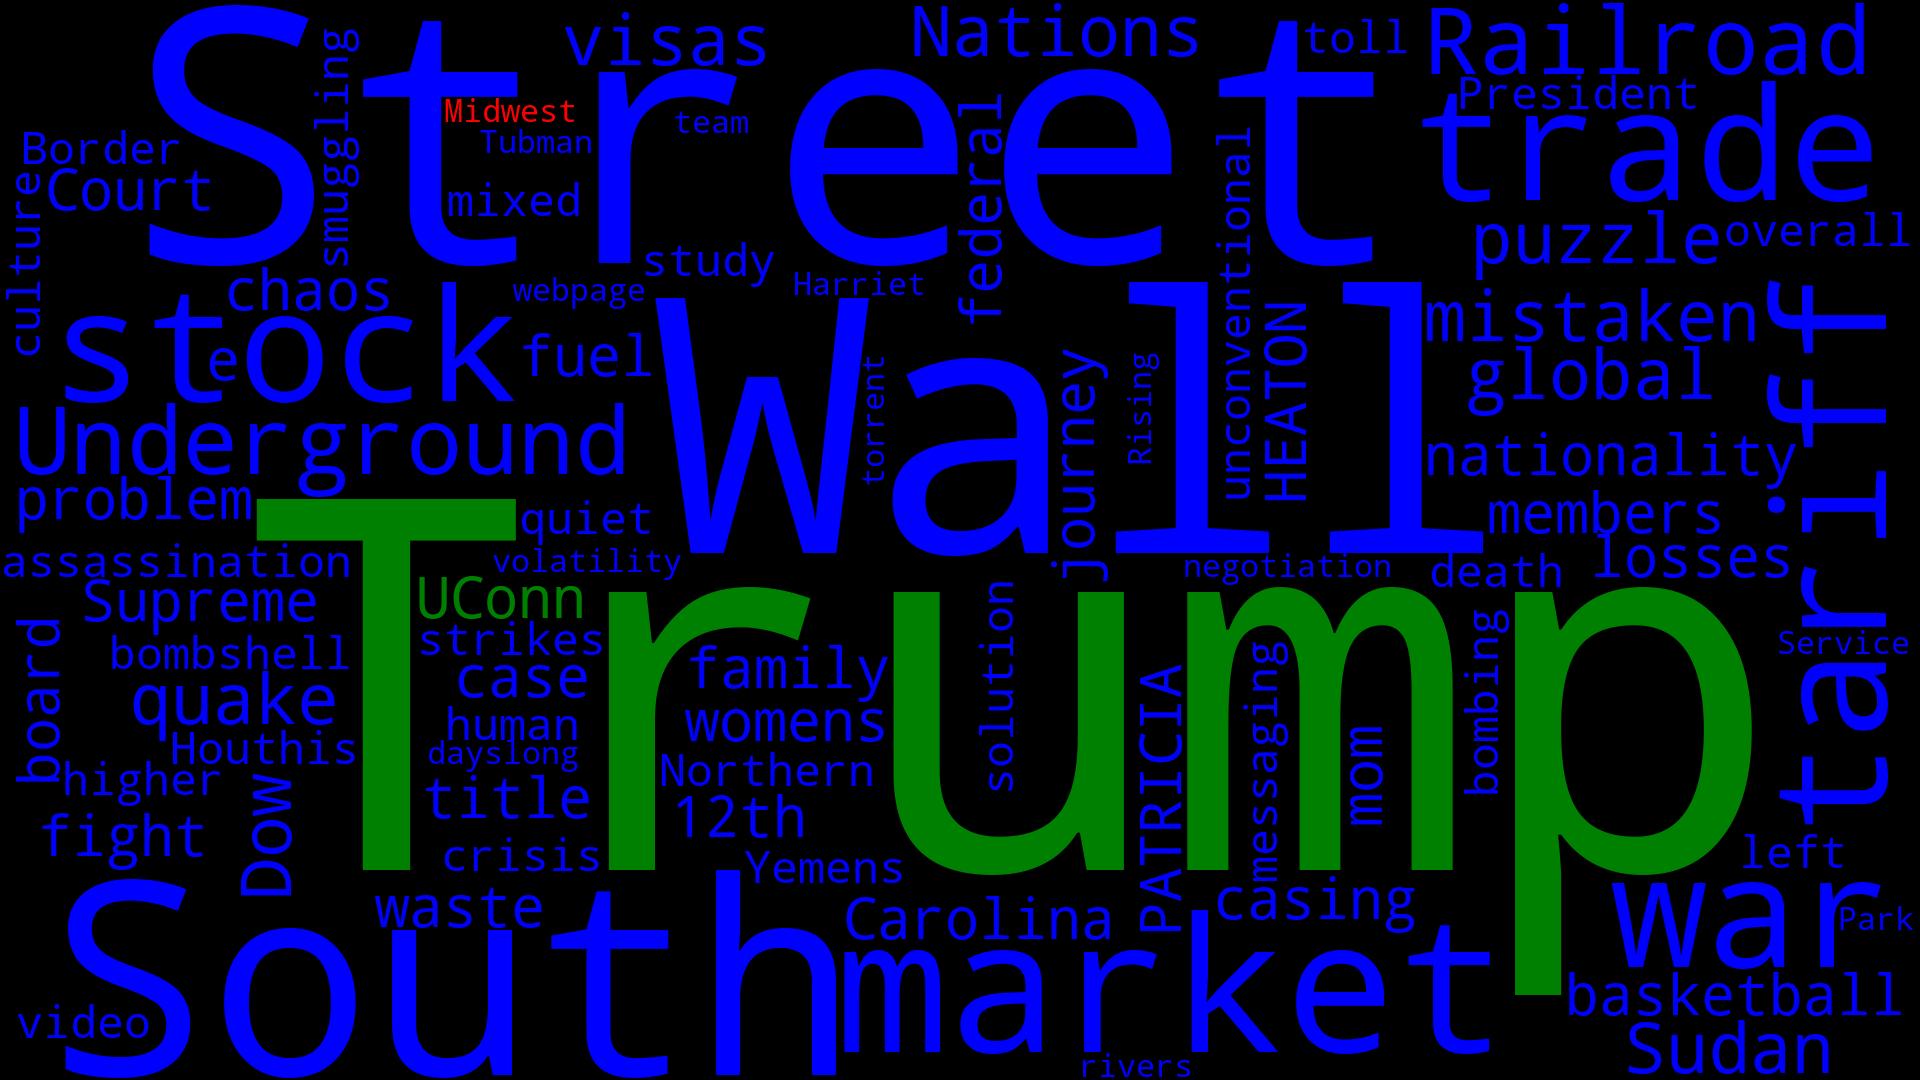 Street
visas
Nations
toll
Railroad
smuggling
Midwest
Tubman
team
President
trade
Border
Court
culture
mixed
federal
unconventional
study
Harriet
webpage
puzzle
overall
chaos
stock
e
fuel
Wall
torrent
journey
Rising
HEATON
mistaken
global
tariff
Underground
problem
quiet
nationality
members
assassination
volatility
negotiation
death
losses
Supreme
UConn
Trump
strikes
bombshell
case
family
womens
solution
PATRICIA
messaging
mom
bombing
Service
board
quake
human
Houthis
dayslong
Northern
higher
title
12th
Dow
fight
crisis
Yemens
left
waste
Carolina
casing
war
Park
South
market
basketball
video
rivers
Sudan